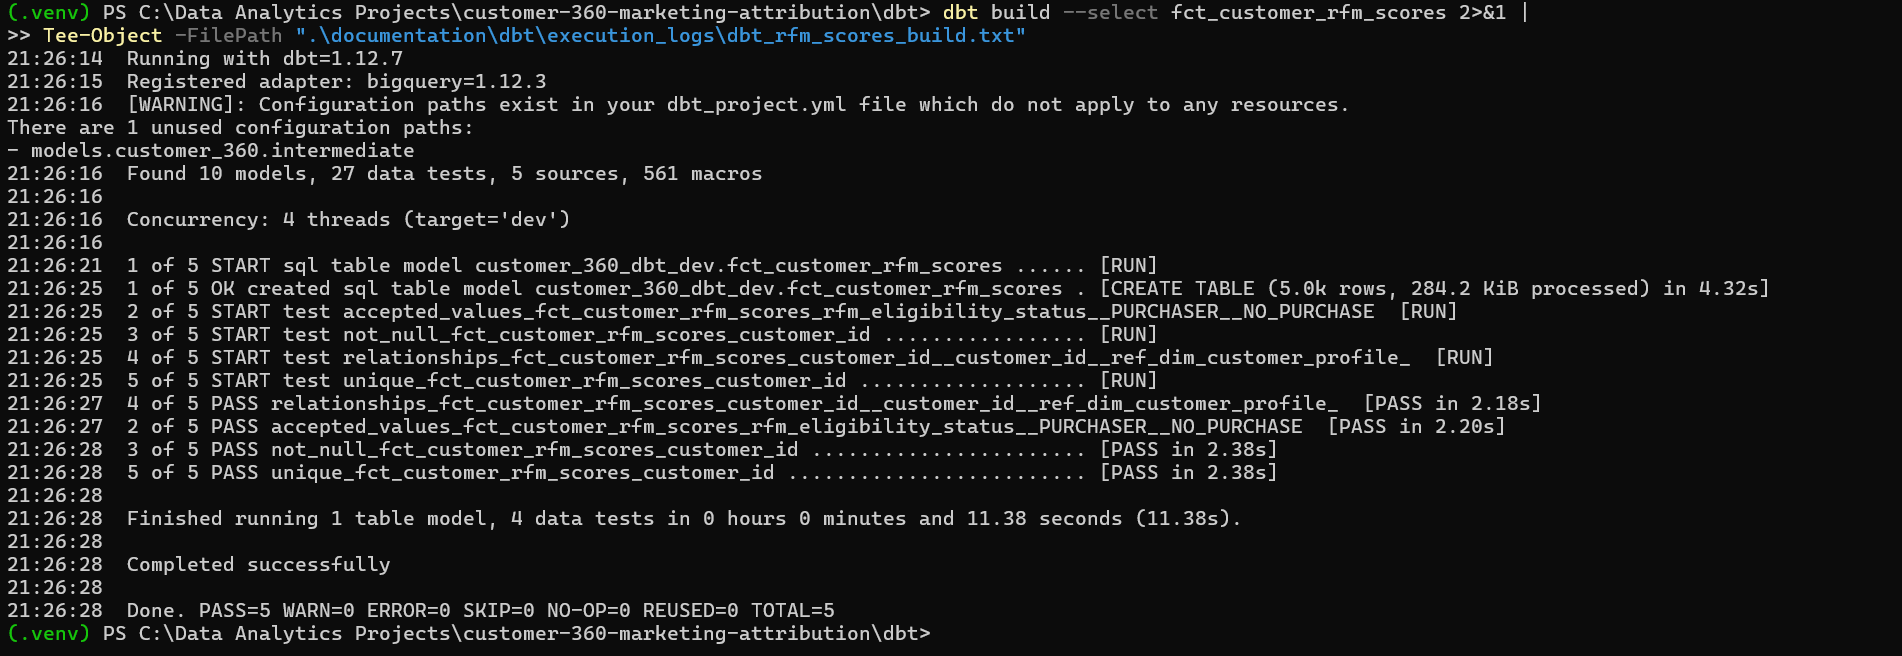 (.venv) PS C:\Data Analytics Projects\customer-360-marketing-attribution\dbt> dbt build --select fct_customer_rfm_scores 2>&1 |
>> Tee-Object -FilePath ".\documentation\dbt\execution_logs\dbt_rfm_scores_build.txt"
21:26:14  Running with dbt=1.12.7
21:26:15  Registered adapter: bigquery=1.12.3
21:26:16  [WARNING]: Configuration paths exist in your dbt_project.yml file which do not apply to any resources.
There are 1 unused configuration paths:
- models.customer_360.intermediate
21:26:16  Found 10 models, 27 data tests, 5 sources, 561 macros
21:26:16
21:26:16  Concurrency: 4 threads (target='dev')
21:26:16
21:26:21  1 of 5 START sql table model customer_360_dbt_dev.fct_customer_rfm_scores ...... [RUN]
21:26:25  1 of 5 OK created sql table model customer_360_dbt_dev.fct_customer_rfm_scores . [CREATE TABLE (5.0k rows, 284.2 KiB processed) in 4.32s]
21:26:25  2 of 5 START test accepted_values_fct_customer_rfm_scores_rfm_eligibility_status__PURCHASER__NO_PURCHASE  [RUN]
21:26:25  3 of 5 START test not_null_fct_customer_rfm_scores_customer_id ................. [RUN]
21:26:25  4 of 5 START test relationships_fct_customer_rfm_scores_customer_id__customer_id__ref_dim_customer_profile_  [RUN]
21:26:25  5 of 5 START test unique_fct_customer_rfm_scores_customer_id ................... [RUN]
21:26:27  4 of 5 PASS relationships_fct_customer_rfm_scores_customer_id__customer_id__ref_dim_customer_profile_  [PASS in 2.18s]
21:26:27  2 of 5 PASS accepted_values_fct_customer_rfm_scores_rfm_eligibility_status__PURCHASER__NO_PURCHASE  [PASS in 2.20s]
21:26:28  3 of 5 PASS not_null_fct_customer_rfm_scores_customer_id ....................... [PASS in 2.38s]
21:26:28  5 of 5 PASS unique_fct_customer_rfm_scores_customer_id ......................... [PASS in 2.38s]
21:26:28
21:26:28  Finished running 1 table model, 4 data tests in 0 hours 0 minutes and 11.38 seconds (11.38s).
21:26:28
21:26:28  Completed successfully
21:26:28
21:26:28  Done. PASS=5 WARN=0 ERROR=0 SKIP=0 NO-OP=0 REUSED=0 TOTAL=5
(.venv) PS C:\Data Analytics Projects\customer-360-marketing-attribution\dbt>